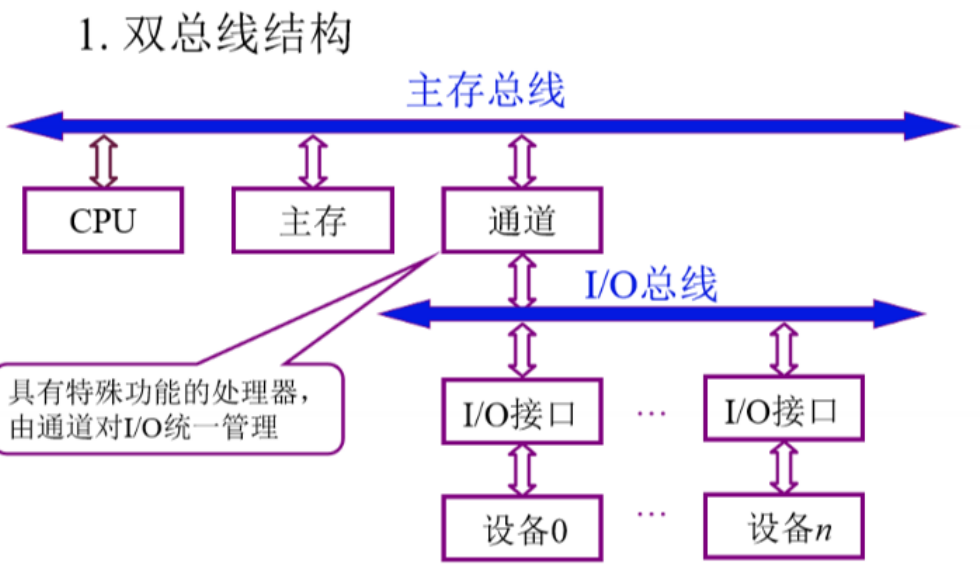 1. 双总线结构
主存总线
CPU
主存
通道
I/O总线
具有特殊功能的处理器，
由通道对I/O统一管理
I/O接口
…
I/O接口
设备0
…
设备n